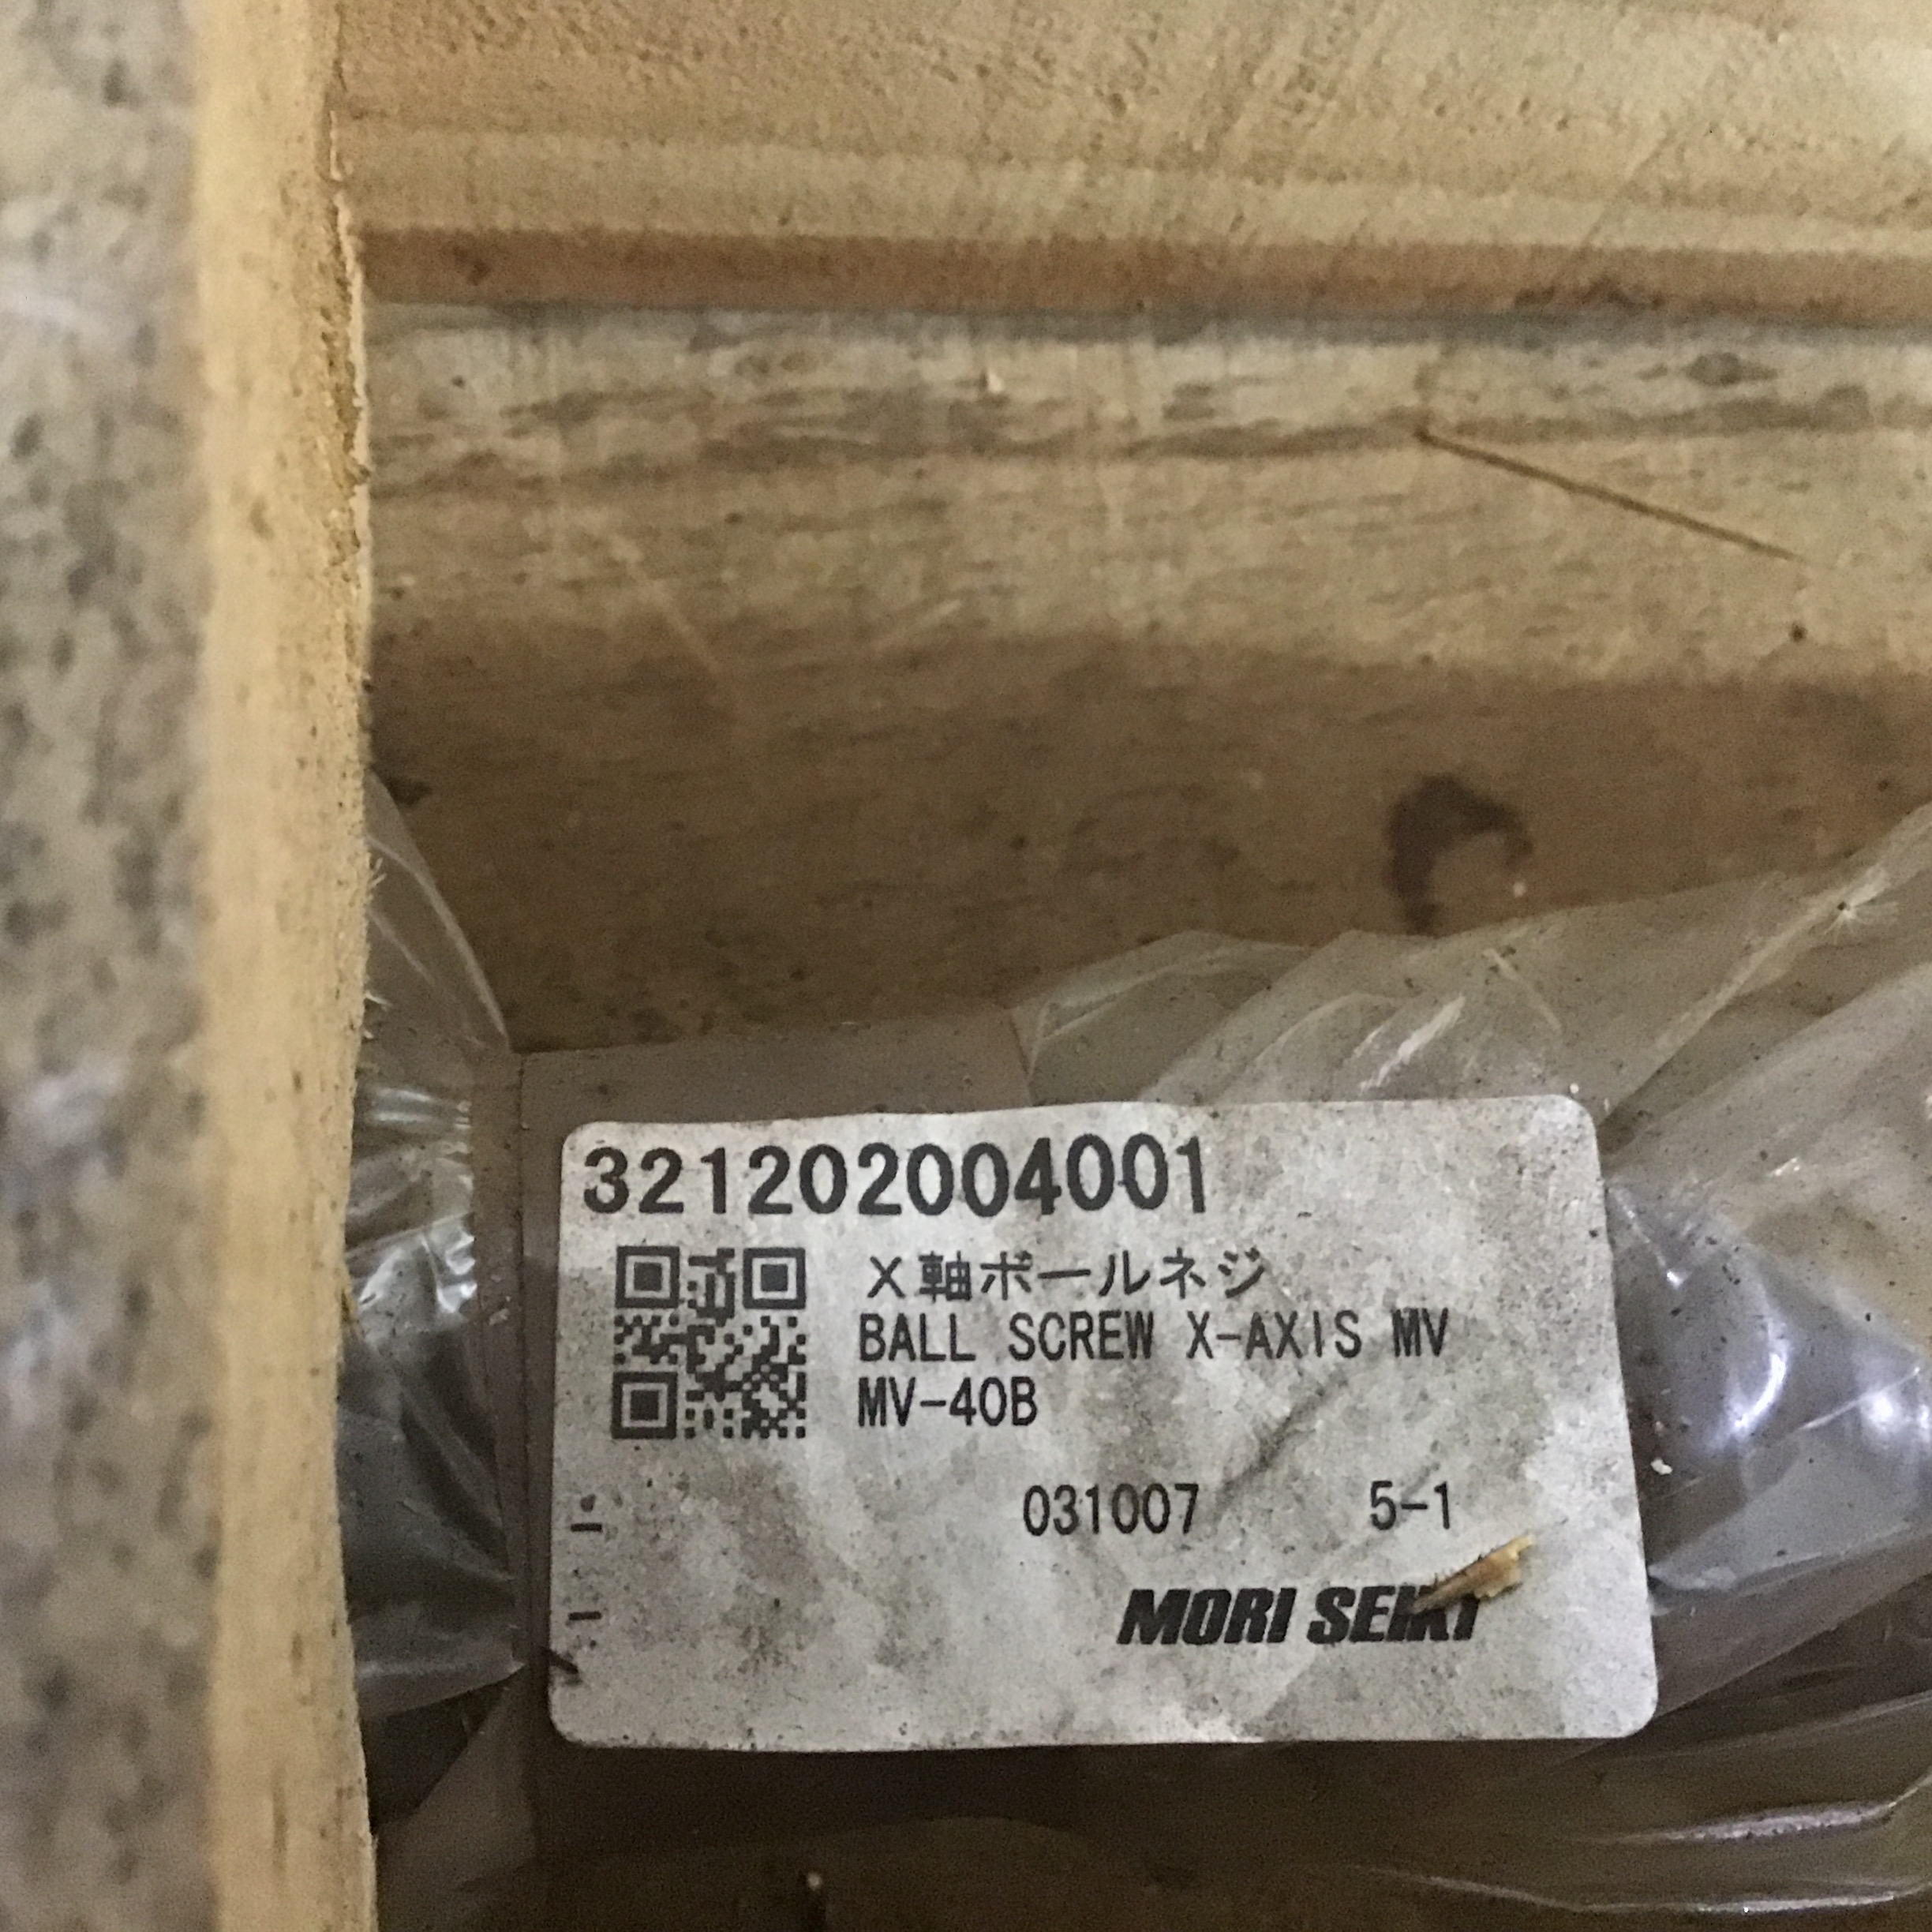 321202004001
X軸ボールネジ
BALL SCREW X-AXIS MV
MV-40B
031007 5-1
MORI SEIKI